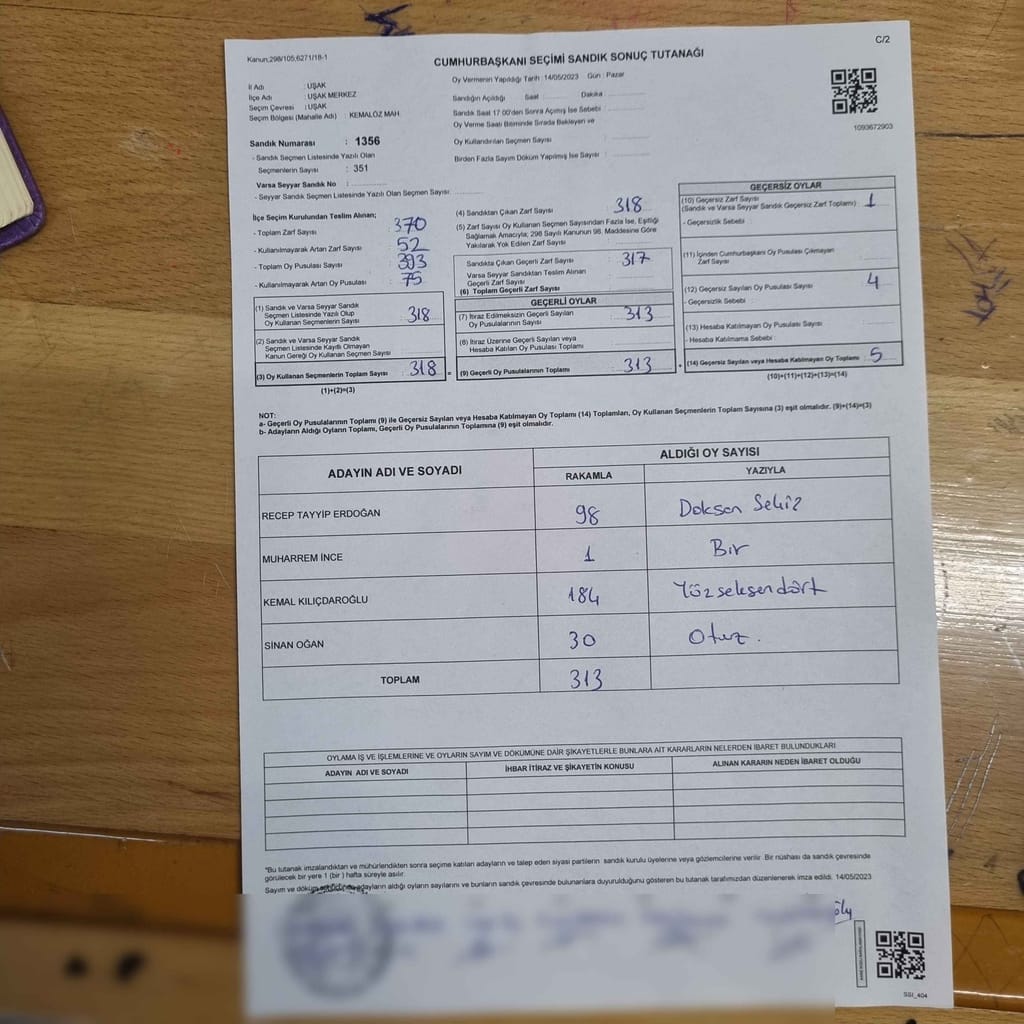 Kanun;298/105;6271/18-1
CUMHURBAŞKANI SEÇİMİ SANDIK SONUÇ TUTANAĞI
C/2
Oy Vermenin Yapıldığı Tarih :14/05/2023 Gün : Pazar
İl Adı : UŞAK
İlçe Adı : UŞAK MERKEZ
Seçim Çevresi : UŞAK
Seçim Bölgesi (Mahalle Adı) : KEMALÖZ MAH.
Sandığın Açıldığı Saat Dakika
Sandık Saat 17:00'den Sonra Açılmış İse Sebebi :
Oy Verme Saati Bitiminde Sırada Bekleyen ve
Oy Kullandırılan Seçmen Sayısı :
Birden Fazla Sayım Döküm Yapılmış İse Sayısı :
1093672903
Sandık Numarası : 1356
- Sandık Seçmen Listesinde Yazılı Olan
Seçmenlerin Sayısı : 351
Varsa Seyyar Sandık No :
- Seyyar Sandık Seçmen Listesinde Yazılı Olan Seçmen Sayısı:
İlçe Seçim Kurulundan Teslim Alınan;
- Toplam Zarf Sayısı : 370
- Kullanılmayarak Artan Zarf Sayısı : 52
- Toplam Oy Pusulası Sayısı : 393
- Kullanılmayarak Artan Oy Pusulası : 75
(1) Sandık ve Varsa Seyyar Sandık
Seçmen Listesinde Yazılı Olup
Oy Kullanan Seçmenlerin Sayısı : 318
(2) Sandık ve Varsa Seyyar Sandık
Seçmen Listesinde Kayıtlı Olmayan
Kanun Gereği Oy Kullanan Seçmen Sayısı :
(3) Oy Kullanan Seçmenlerin Toplam Sayısı : 318
(1)+(2)=(3)
=
(4) Sandıktan Çıkan Zarf Sayısı : 318
(5) Zarf Sayısı Oy Kullanan Seçmen Sayısından Fazla İse, Eşitliği
Sağlamak Amacıyla; 298 Sayılı Kanunun 98. Maddesine Göre
Yakılarak Yok Edilen Zarf Sayısı
Sandıkta Çıkan Geçerli Zarf Sayısı : 317
Varsa Seyyar Sandıktan Teslim Alınan
Geçerli Zarf Sayısı
(6) Toplam Geçerli Zarf Sayısı
GEÇERLİ OYLAR
(7) İtiraz Edilmeksizin Geçerli Sayılan
Oy Pusulalarının Sayısı : 313
(8) İtiraz Üzerine Geçerli Sayılan veya
Hesaba Katılan Oy Pusulası Toplamı
(9) Geçerli Oy Pusulalarının Toplamı : 313
+
GEÇERSİZ OYLAR
(10) Geçersiz Zarf Sayısı
(Sandık ve Varsa Seyyar Sandık Geçersiz Zarf Toplamı) : 1
- Geçersizlik Sebebi :
(11) İçinden Cumhurbaşkanı Oy Pusulası Çıkmayan
Zarf Sayısı
(12) Geçersiz Sayılan Oy Pusulası Sayısı : 4
- Geçersizlik Sebebi
(13) Hesaba Katılmayan Oy Pusulası Sayısı :
- Hesaba Katılmama Sebebi :
(14) Geçersiz Sayılan veya Hesaba Katılmayan Oy Toplamı : 5
(10)+(11)+(12)+(13)=(14)
NOT:
a- Geçerli Oy Pusulalarının Toplamı (9) ile Geçersiz Sayılan veya Hesaba Katılmayan Oy Toplamı (14) Toplamları, Oy Kullanan Seçmenlerin Toplam Sayısına (3) eşit olmalıdır. (9)+(14)=(3)
b- Adayların Aldığı Oyların Toplamı, Geçerli Oy Pusulalarının Toplamına (9) eşit olmalıdır.
ADAYIN ADI VE SOYADI
ALDIĞI OY SAYISI
RAKAMLA YAZIYLA
RECEP TAYYİP ERDOĞAN 98 Doksan Sekiz
MUHARREM İNCE 1 Bir
KEMAL KILIÇDAROĞLU 184 Yüzseksendört
SİNAN OĞAN 30 Otuz.
TOPLAM 313
OYLAMA İŞ VE İŞLEMLERİNE VE OYLARIN SAYIM VE DÖKÜMÜNE DAİR ŞİKAYETLERLE BUNLARA AİT KARARLARIN NELERDEN İBARET BULUNDUKLARI
ADAYIN ADI VE SOYADI İHBAR İTİRAZ VE ŞİKAYETİN KONUSU ALINAN KARARIN NEDEN İBARET OLDUĞU
*Bu tutanak imzalandıktan ve mühürlendikten sonra seçime katılan adayların ve talep eden siyasi partilerin sandık kurulu üyelerine veya gözlemcilerine verilir. Bir nüshası da sandık çevresinde
görülecek bir yere 1 (bir) hafta süreyle asılır.
Sayım ve döküm adayların aldığı oyların sayılarını ve bunların sandık çevresinde bulunanlara duyurulduğunu gösteren bu tutanak tarafımızdan düzenlenerek imza edildi. 14/05/2023
SSI_404